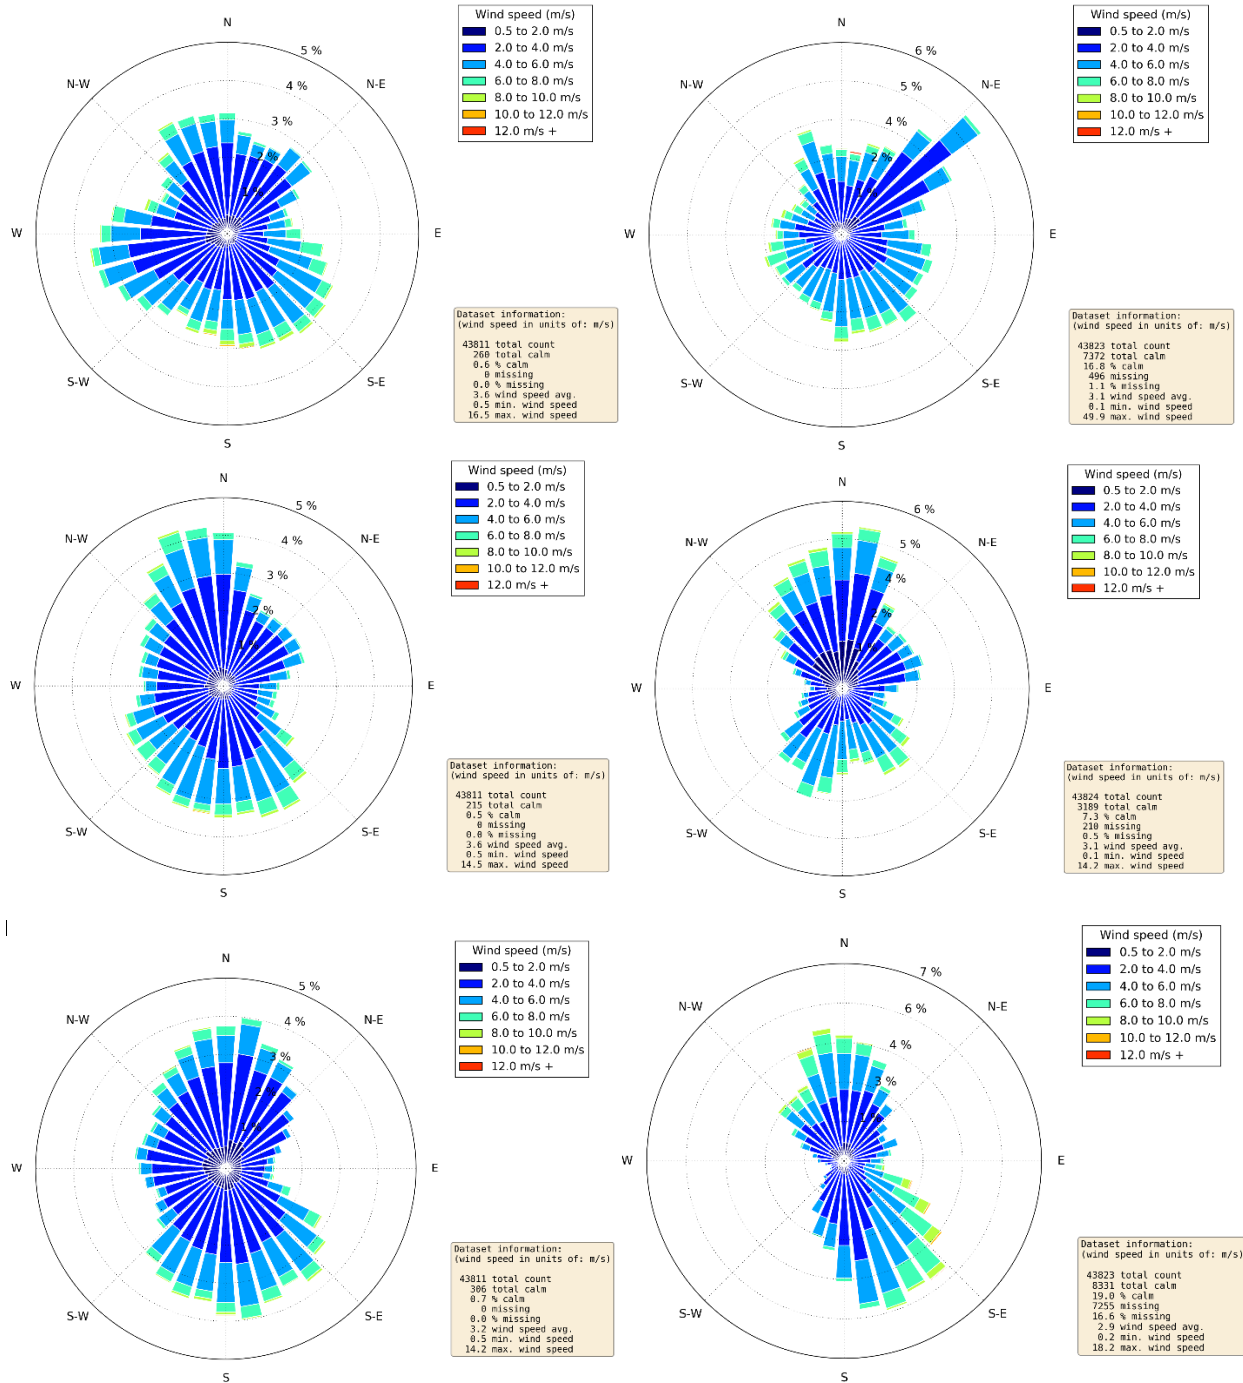 N
5 %
4 %
3 %
2 %
1 %
N-W
N-E
W
E
S-W
S-E
S
Wind speed (m/s)
0.5 to 2.0 m/s
2.0 to 4.0 m/s
4.0 to 6.0 m/s
6.0 to 8.0 m/s
8.0 to 10.0 m/s
10.0 to 12.0 m/s
12.0 m/s +
Dataset information:
(wind speed in units of: m/s)
43811 total count
260 total calm
0.6 % calm
0 missing
0.0 % missing
3.6 wind speed avg.
0.5 min. wind speed
16.5 max. wind speed
N
6 %
5 %
4 %
2 %
N-W
N-E
W
E
S-W
S-E
S
Wind speed (m/s)
0.5 to 2.0 m/s
2.0 to 4.0 m/s
4.0 to 6.0 m/s
6.0 to 8.0 m/s
8.0 to 10.0 m/s
10.0 to 12.0 m/s
12.0 m/s +
Dataset information:
(wind speed in units of: m/s)
43823 total count
7372 total calm
16.8 % calm
496 missing
1.1 % missing
3.1 wind speed avg.
0.1 min. wind speed
49.9 max. wind speed
N
5 %
4 %
3 %
2 %
N-W
N-E
W
E
S-W
S-E
S
Wind speed (m/s)
0.5 to 2.0 m/s
2.0 to 4.0 m/s
4.0 to 6.0 m/s
6.0 to 8.0 m/s
8.0 to 10.0 m/s
10.0 to 12.0 m/s
12.0 m/s +
Dataset information:
(wind speed in units of: m/s)
43811 total count
215 total calm
0.5 % calm
0 missing
0.0 % missing
3.6 wind speed avg.
0.5 min. wind speed
14.5 max. wind speed
N
6 %
5 %
4 %
2 %
N-W
N-E
W
E
S-W
S-E
S
Wind speed (m/s)
0.5 to 2.0 m/s
2.0 to 4.0 m/s
4.0 to 6.0 m/s
6.0 to 8.0 m/s
8.0 to 10.0 m/s
10.0 to 12.0 m/s
12.0 m/s +
Dataset information:
(wind speed in units of: m/s)
43824 total count
3189 total calm
7.3 % calm
210 missing
0.5 % missing
3.1 wind speed avg.
0.1 min. wind speed
14.2 max. wind speed
N
5 %
4 %
3 %
2 %
N-W
N-E
W
E
S-W
S-E
S
Wind speed (m/s)
0.5 to 2.0 m/s
2.0 to 4.0 m/s
4.0 to 6.0 m/s
6.0 to 8.0 m/s
8.0 to 10.0 m/s
10.0 to 12.0 m/s
12.0 m/s +
Dataset information:
(wind speed in units of: m/s)
43811 total count
306 total calm
0.7 % calm
0 missing
0.0 % missing
3.2 wind speed avg.
0.5 min. wind speed
14.2 max. wind speed
N
7 %
6 %
4 %
3 %
N-W
N-E
W
E
S-W
S-E
S
Wind speed (m/s)
0.5 to 2.0 m/s
2.0 to 4.0 m/s
4.0 to 6.0 m/s
6.0 to 8.0 m/s
8.0 to 10.0 m/s
10.0 to 12.0 m/s
12.0 m/s +
Dataset information:
(wind speed in units of: m/s)
43823 total count
8331 total calm
19.0 % calm
7255 missing
16.6 % missing
2.9 wind speed avg.
0.2 min. wind speed
18.2 max. wind speed